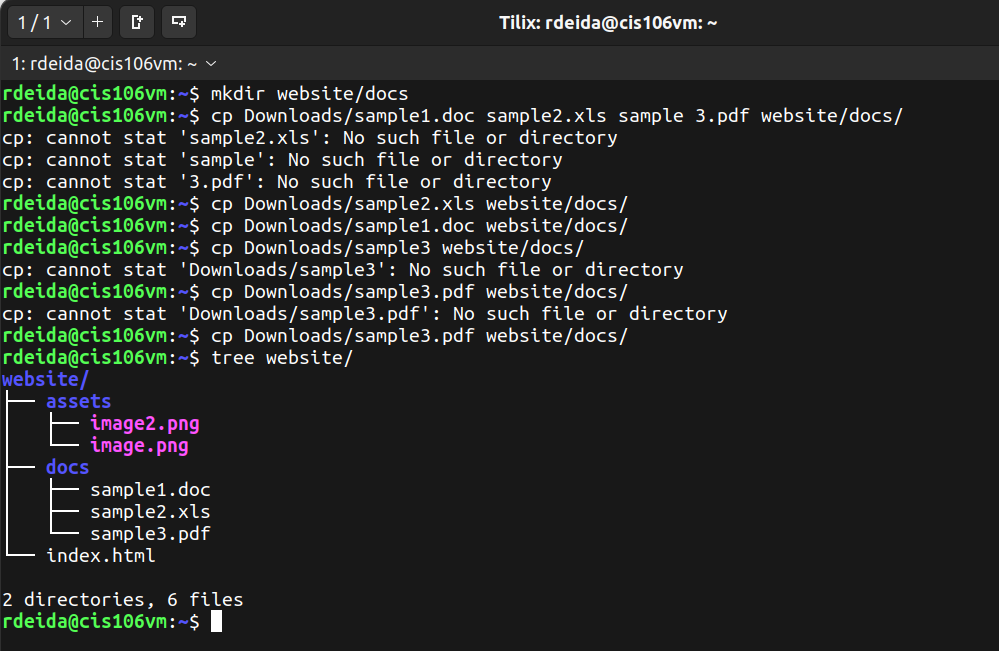 1 / 1
Tilix: rdeida@cis106vm: ~
1: rdeida@cis106vm: ~
rdeida@cis106vm:~$ mkdir website/docs
rdeida@cis106vm:~$ cp Downloads/sample1.doc sample2.xls sample 3.pdf website/docs/
cp: cannot stat 'sample2.xls': No such file or directory
cp: cannot stat 'sample': No such file or directory
cp: cannot stat '3.pdf': No such file or directory
rdeida@cis106vm:~$ cp Downloads/sample2.xls website/docs/
rdeida@cis106vm:~$ cp Downloads/sample1.doc website/docs/
rdeida@cis106vm:~$ cp Downloads/sample3 website/docs/
cp: cannot stat 'Downloads/sample3': No such file or directory
rdeida@cis106vm:~$ cp Downloads/sample3.pdf website/docs/
cp: cannot stat 'Downloads/sample3.pdf': No such file or directory
rdeida@cis106vm:~$ cp Downloads/sample3.pdf website/docs/
rdeida@cis106vm:~$ tree website/
website/
├── assets
│   ├── image2.png
│   └── image.png
├── docs
│   ├── sample1.doc
│   ├── sample2.xls
│   └── sample3.pdf
└── index.html
2 directories, 6 files
rdeida@cis106vm:~$